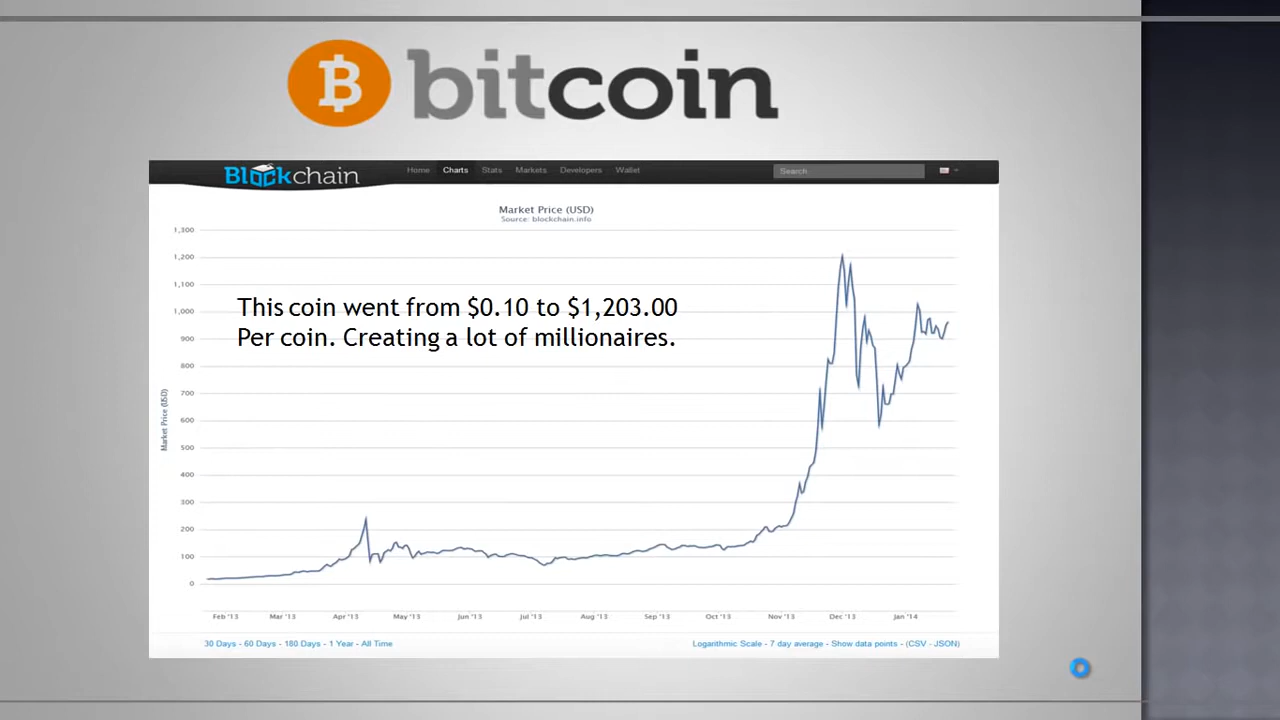 bitcoin
Blockchain Home Charts Stats Markets Developers Wallet Search
Market Price (USD)
Source: blockchain.info
1,300
1,200
1,100
1,000
900
800
700
600
500
400
300
200
100
0
Market Price (USD)
This coin went from $0.10 to $1,203.00
Per coin. Creating a lot of millionaires.
Feb '13 Mar '13 Apr '13 May '13 Jun '13 Jul '13 Aug '13 Sep '13 Oct '13 Nov '13 Dec '13 Jan '14
30 Days - 60 Days - 180 Days - 1 Year - All Time
Logarithmic Scale - 7 day average - Show data points - (CSV - JSON)